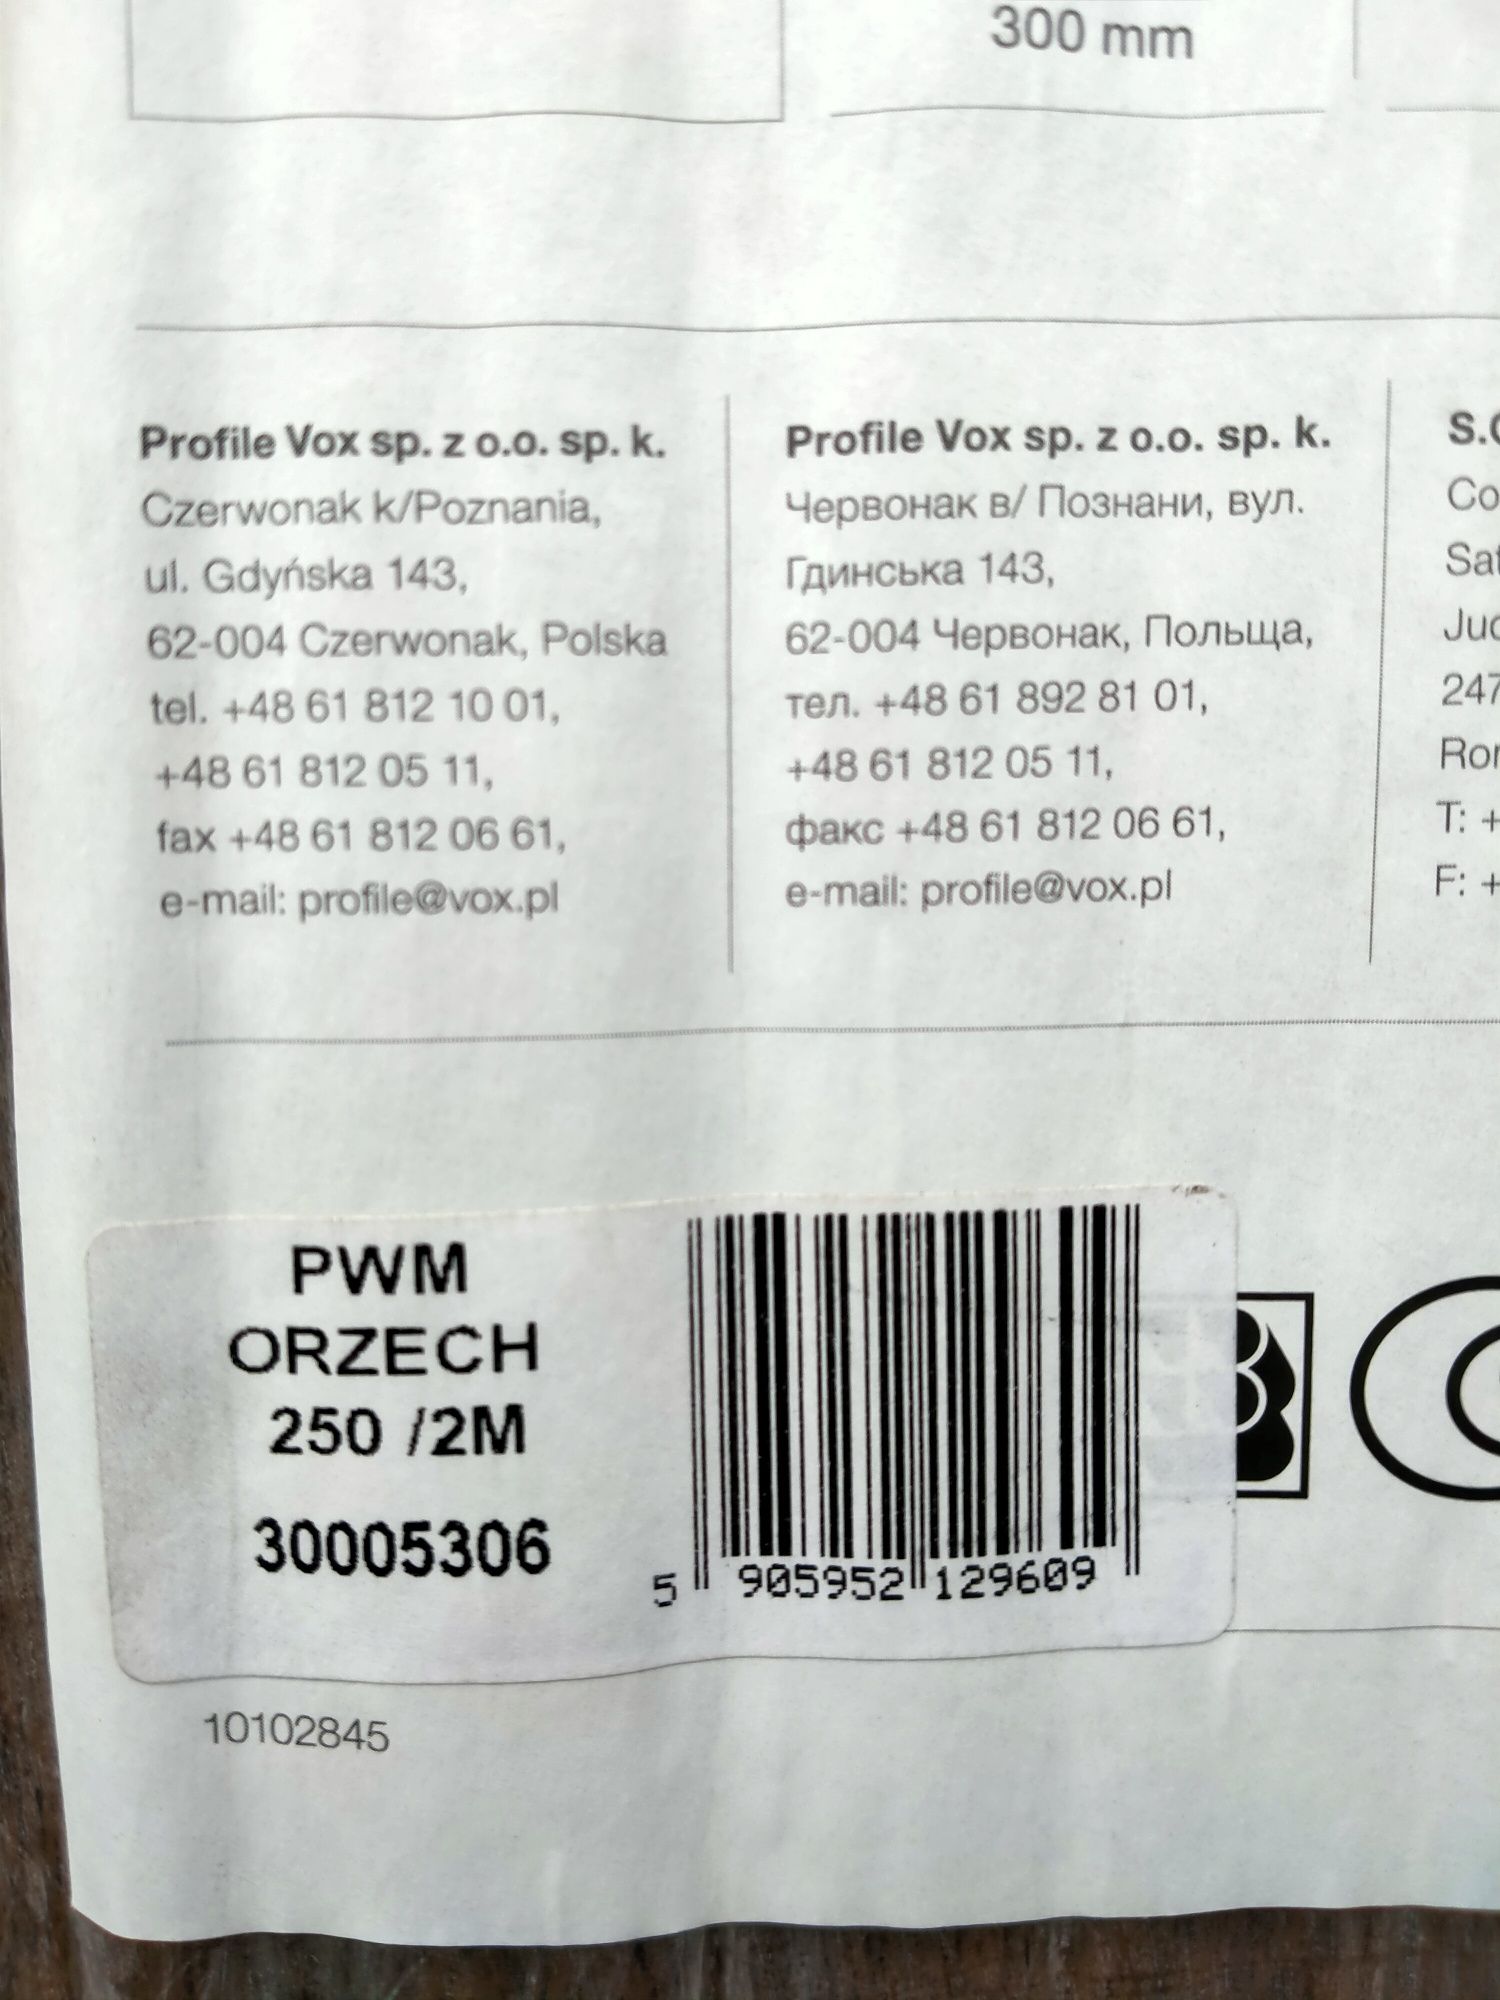 300 mm
Profile Vox sp. z o.o. sp. k.
Czerwonak k/Poznania,
ul. Gdyńska 143,
62-004 Czerwonak, Polska
tel. +48 61 812 10 01,
+48 61 812 05 11,
fax +48 61 812 06 61,
e-mail: profile@vox.pl
Profile Vox sp. z o.o. sp. k.
Червонак в/ Познани, вул.
Гдинська 143,
62-004 Червонак, Польща,
тел. +48 61 892 81 01,
+48 61 812 05 11,
факс +48 61 812 06 61,
e-mail: profile@vox.pl
T: +
F: +
PWM
ORZECH
250 /2M
30005306
5 905952 129609
10102845